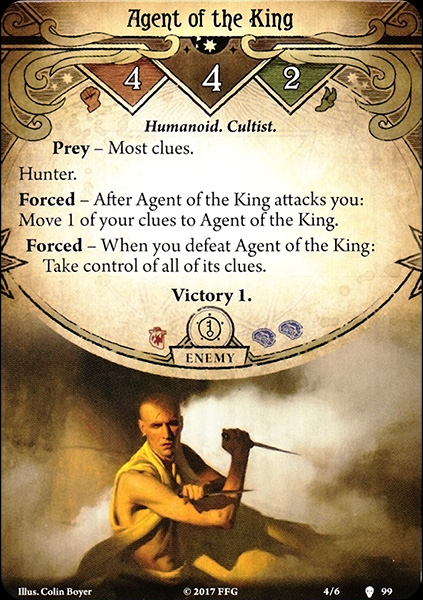 Agent of the King
4 4 2
Humanoid. Cultist.
Prey – Most clues.
Hunter.
Forced – After Agent of the King attacks you:
Move 1 of your clues to Agent of the King.
Forced – When you defeat Agent of the King:
Take control of all of its clues.
Victory 1.
ENEMY
Illus. Colin Boyer © 2017 FFG 4/6 99